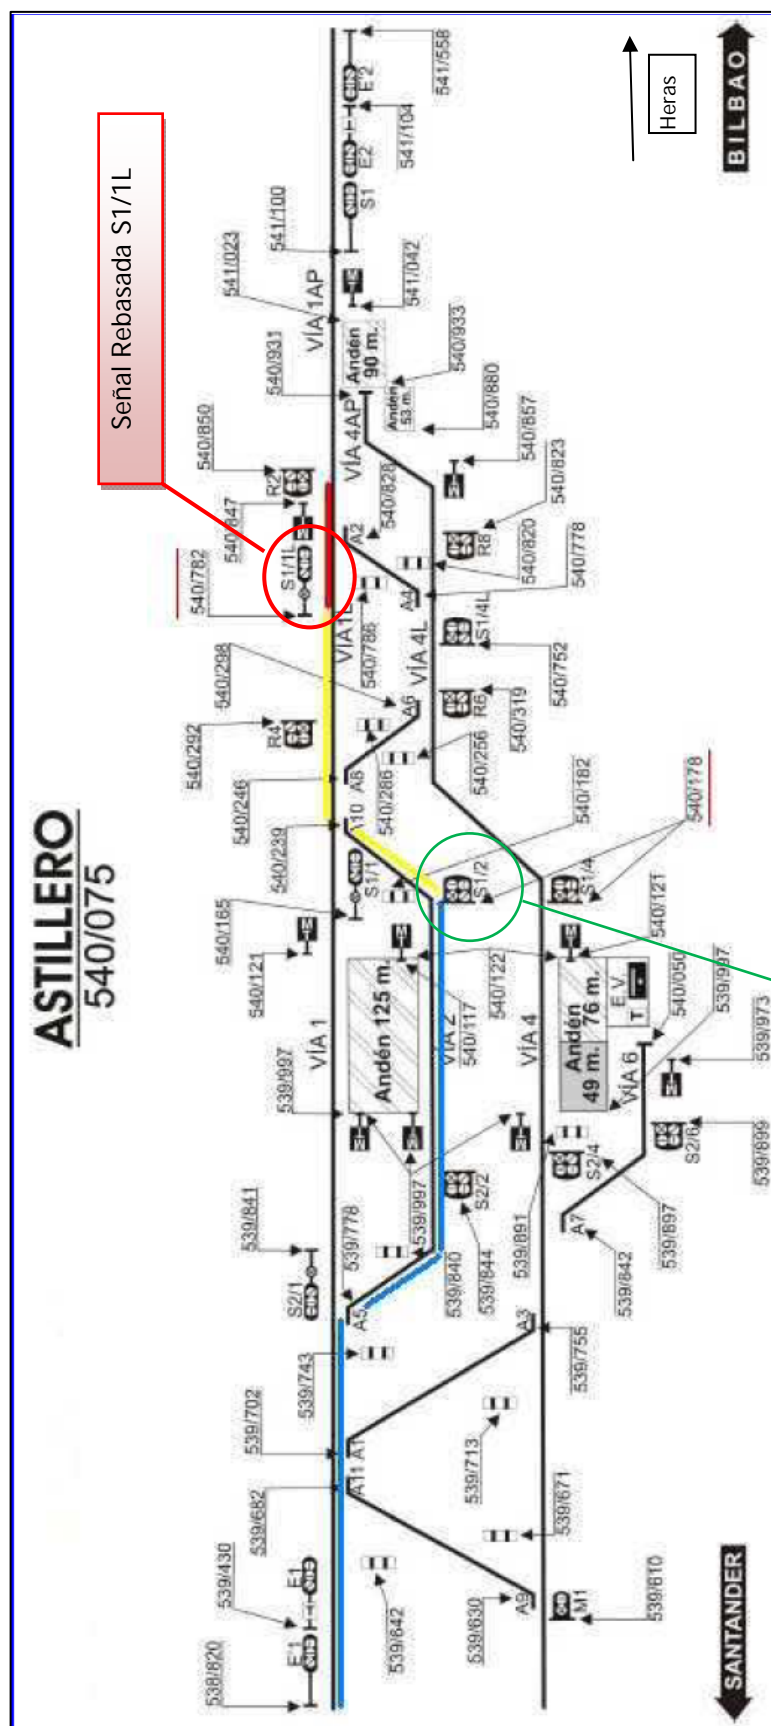 ASTILLERO
540/075
Señal Rebasada S1/1L
Heras
BILBAO
SANTANDER
538/820
E'1
539/430
E1
539/682
539/702
539/743
539/778
539/841
S2/1
539/997
VÍA 1
540/121
540/165
S1/1
540/239
540/246
540/292
R4
540/298
540/782
S1/1L
540/847
540/850
R2
540/931
541/023
VÍA 1AP
541/100
S1
E2
541/104
E'2
541/558
541/042
Andén
90 m.
Andén
53 m.
540/933
540/880
VÍA 4AP
540/828
A2
VÍA1L
540/786
A4
VÍA 4L
540/857
540/823
R8
540/820
540/778
S1/4L
540/752
R6
540/319
A6
A8
540/286
540/256
A10
540/182
540/178
S1/2
S1/4
540/121
Andén 125 m.
540/117
540/122
VÍA 2
VÍA 4
Andén
49 m. 76 m.
E.V.
T
540/050
539/997
539/973
VÍA 6
S2/6
539/899
S2/4
539/897
539/891
A7
539/842
539/997
S2/2
539/844
539/840
A5
A3
539/755
A1
A11
539/713
539/671
539/642
539/630
A9
M1
539/610